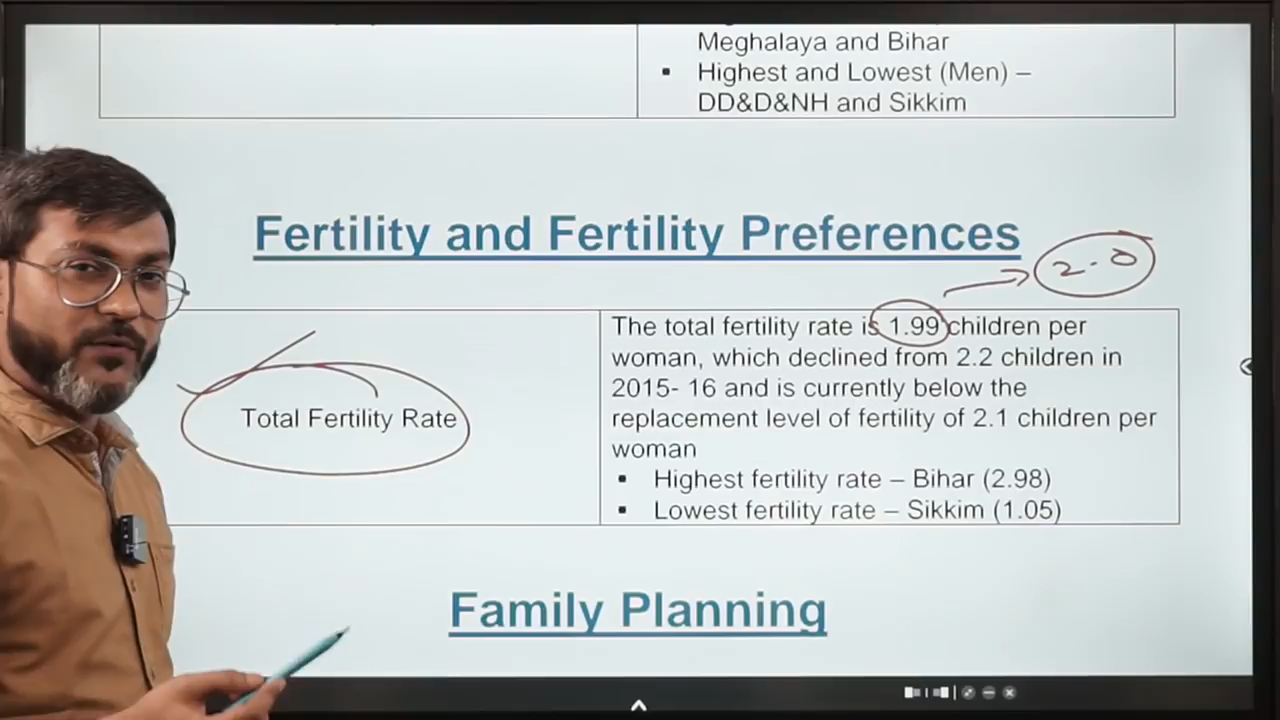 Meghalaya and Bihar
▪ Highest and Lowest (Men) –
DD&D&NH and Sikkim
Fertility and Fertility Preferences
2.0
Total Fertility Rate
The total fertility rate is 1.99 children per
woman, which declined from 2.2 children in
2015- 16 and is currently below the
replacement level of fertility of 2.1 children per
woman
▪ Highest fertility rate – Bihar (2.98)
▪ Lowest fertility rate – Sikkim (1.05)
Family Planning